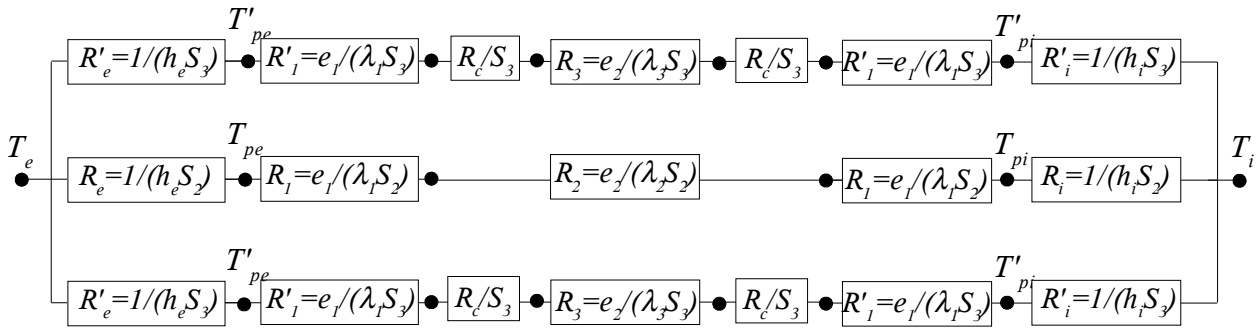 T'pe T'pi
R'e=1/(heS3) R'1=e1/(λ1S3) Rc/S3 R3=e2/(λ3S3) Rc/S3 R'1=e1/(λ1S3) R'i=1/(hiS3)
Te Tpe Tpi Ti
Re=1/(heS2) R1=e1/(λ1S2) R2=e2/(λ2S2) R1=e1/(λ1S2) Ri=1/(hiS2)
T'pe T'pi
R'e=1/(heS3) R'1=e1/(λ1S3) Rc/S3 R3=e2/(λ3S3) Rc/S3 R'1=e1/(λ1S3) R'i=1/(hiS3)